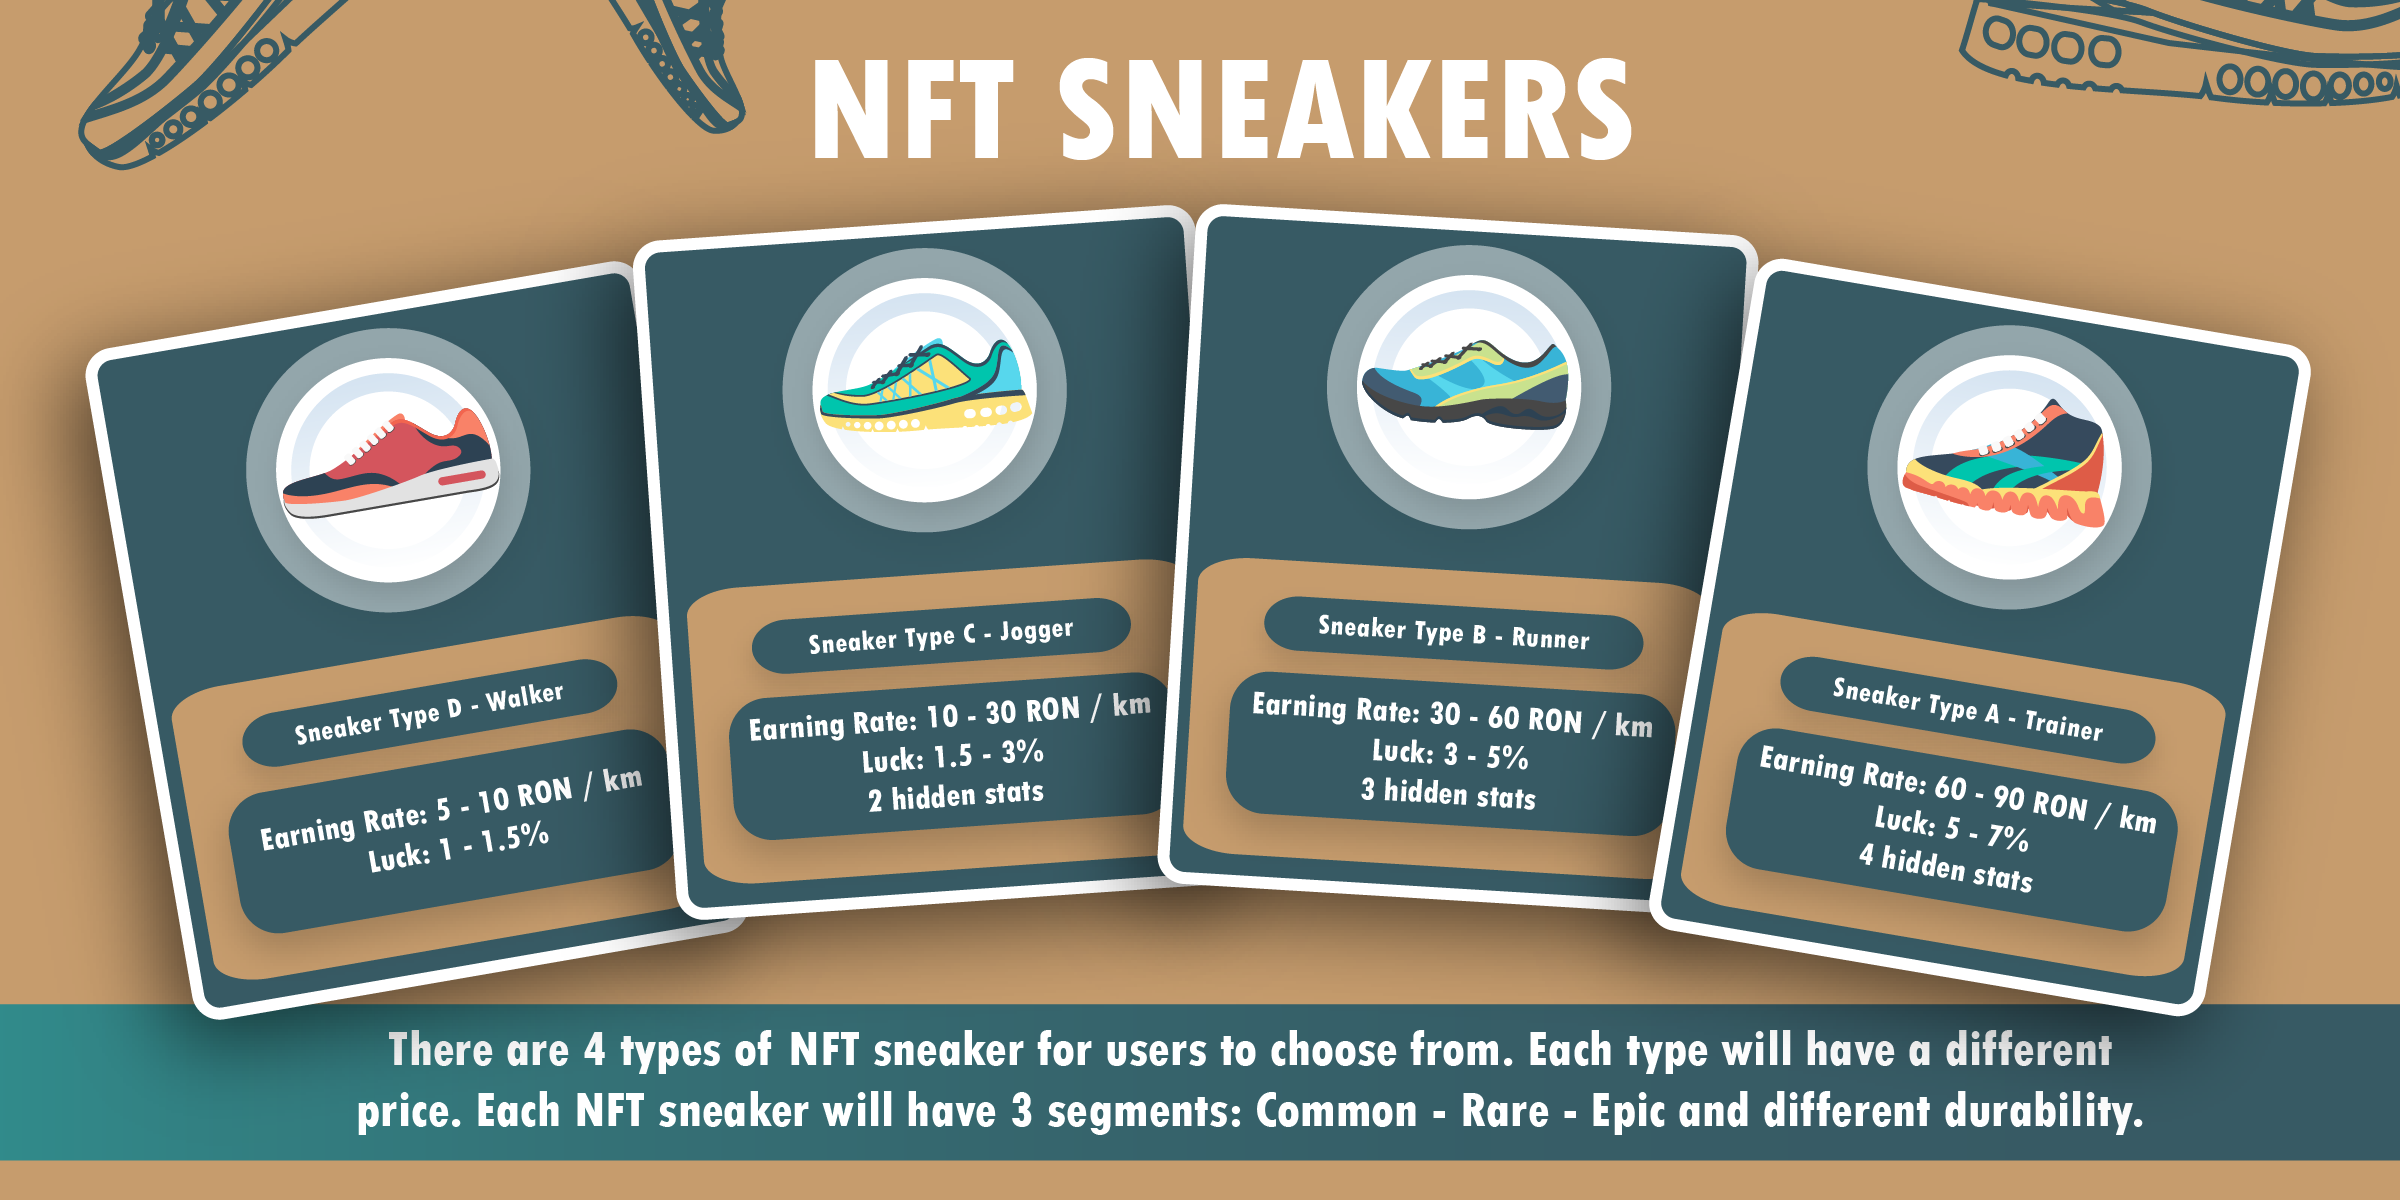 NFT SNEAKERS
Sneaker Type D - Walker
Earning Rate: 5 - 10 RON / km
Luck: 1 - 1.5%
Sneaker Type C - Jogger
Earning Rate: 10 - 30 RON / km
Luck: 1.5 - 3%
2 hidden stats
Sneaker Type B - Runner
Earning Rate: 30 - 60 RON / km
Luck: 3 - 5%
3 hidden stats
Sneaker Type A - Trainer
Earning Rate: 60 - 90 RON / km
Luck: 5 - 7%
4 hidden stats
There are 4 types of NFT sneaker for users to choose from. Each type will have a different
price. Each NFT sneaker will have 3 segments: Common - Rare - Epic and different durability.